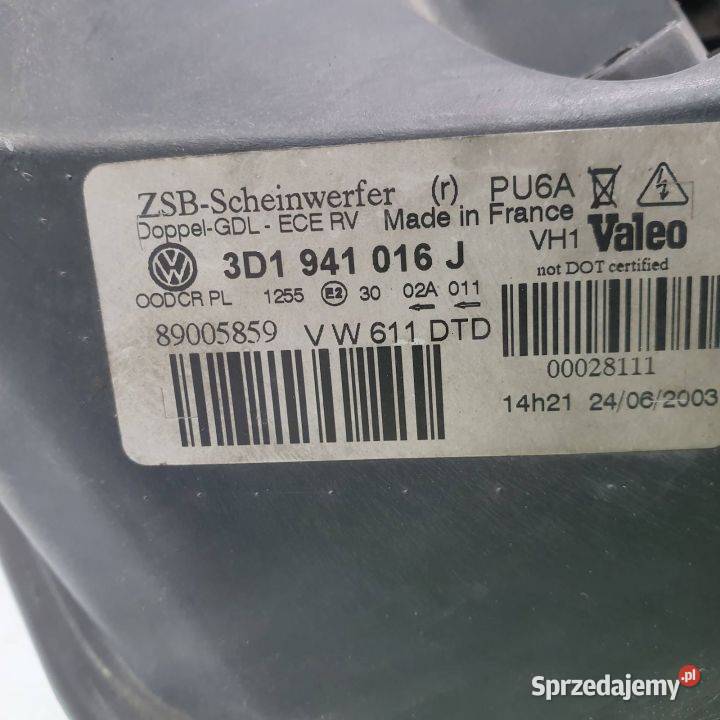 ZSB-Scheinwerfer (r) PU6A
Doppel-GDL - ECE RV Made in France
VH1 Valeo
3D1 941 016 J
not DOT certified
OODCR PL 1255 E2 30 02A 011
89005859 VW 611 DTD
00028111
14h21 24/06/2003
Sprzedajemy.pl